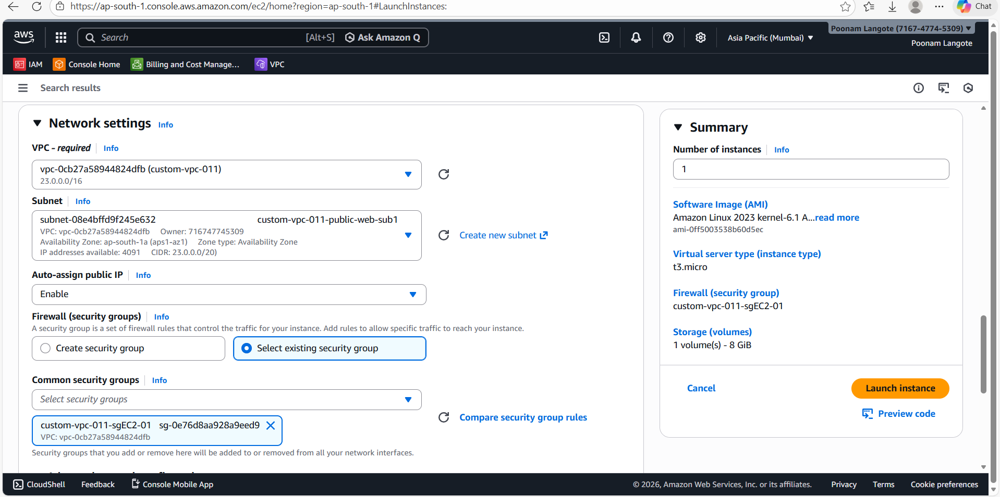 https://ap-south-1.console.aws.amazon.com/ec2/home?region=ap-south-1#LaunchInstances:
Chat
aws
Search [Alt+S] Ask Amazon Q
Asia Pacific (Mumbai)
Poonam Langote (7167-4774-5309)
Poonam Langote
IAM Console Home Billing and Cost Manage... VPC
Search results
Network settings Info
VPC - required Info
vpc-0cb27a58944824dfb (custom-vpc-011)
23.0.0.0/16
Subnet Info
subnet-08e4bffd9f245e632 custom-vpc-011-public-web-sub1
VPC: vpc-0cb27a58944824dfb Owner: 716747745309
Availability Zone: ap-south-1a (aps1-az1) Zone type: Availability Zone
IP addresses available: 4091 CIDR: 23.0.0.0/20)
Create new subnet
Auto-assign public IP Info
Enable
Firewall (security groups) Info
A security group is a set of firewall rules that control the traffic for your instance. Add rules to allow specific traffic to reach your instance.
Create security group
Select existing security group
Common security groups Info
Select security groups
custom-vpc-011-sgEC2-01 sg-0e76d8aa928a9eed9
VPC: vpc-0cb27a58944824dfb
Compare security group rules
Security groups that you add or remove here will be added to or removed from all your network interfaces.
Summary
Number of instances Info
1
Software Image (AMI)
Amazon Linux 2023 kernel-6.1 A...read more
ami-0ff5003538b60d5ec
Virtual server type (instance type)
t3.micro
Firewall (security group)
custom-vpc-011-sgEC2-01
Storage (volumes)
1 volume(s) - 8 GiB
Cancel
Launch instance
Preview code
CloudShell Feedback Console Mobile App
© 2026, Amazon Web Services, Inc. or its affiliates. Privacy Terms Cookie preferences